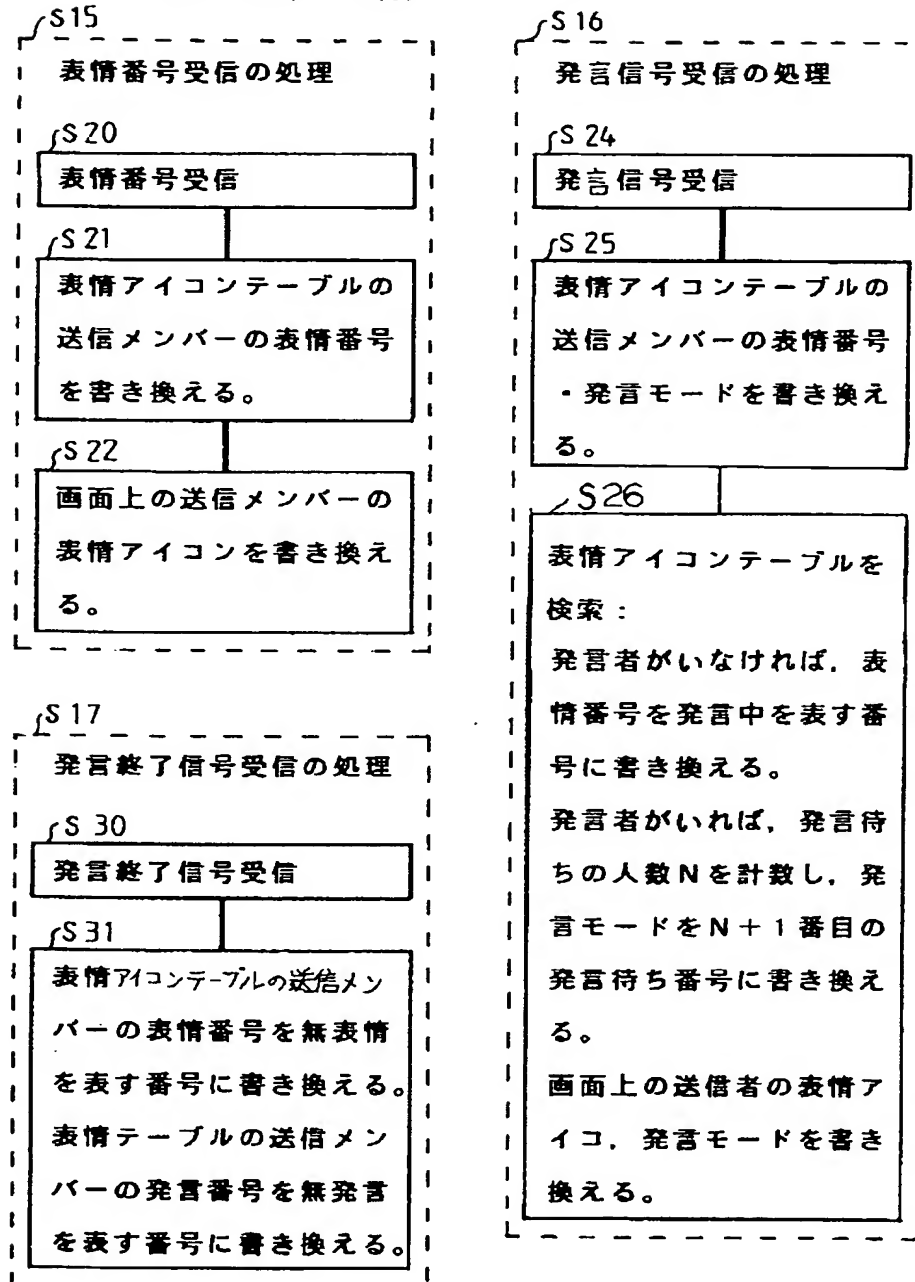 S15
表情番号受信の処理
S20
表情番号受信
S21
表情アイコンテーブルの
送信メンバーの表情番号
を書き換える。
S22
画面上の送信メンバーの
表情アイコンを書き換え
る。
S17
発言終了信号受信の処理
S30
発言終了信号受信
S31
表情アイコンテーブルの送信メン
バーの表情番号を無表情
を表す番号に書き換える。
表情テーブルの送信メン
バーの発言番号を無発言
を表す番号に書き換える。
S16
発言信号受信の処理
S24
発言信号受信
S25
表情アイコンテーブルの
送信メンバーの表情番号
・発言モードを書き換え
る。
S26
表情アイコンテーブルを
検索:
発言者がいなければ,表
情番号を発言中を表す番
号に書き換える。
発言者がいれば,発言待
ちの人数Nを計数し,発
言モードをN+1番目の
発言待ち番号に書き換え
る。
画面上の送信者の表情ア
イコ,発言モードを書き
換える。